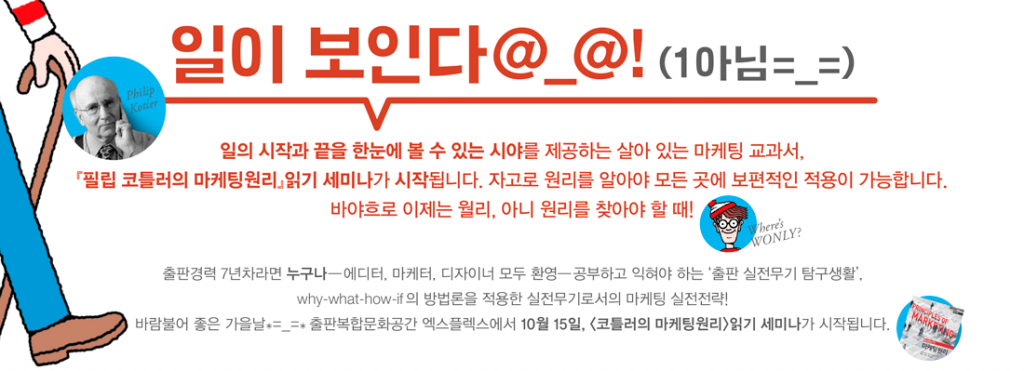 일이 보인다@_@! (1아님=_=)
Philip
Kotler
일의 시작과 끝을 한눈에 볼 수 있는 시야를 제공하는 살아 있는 마케팅 교과서,
『필립 코틀러의 마케팅원리』읽기 세미나가 시작됩니다. 자고로 원리를 알아야 모든 곳에 보편적인 적용이 가능합니다.
바야흐로 이제는 월리, 아니 원리를 찾아야 할 때!
Where's
WONLY?
출판경력 7년차라면 누구나—에디터, 마케터, 디자이너 모두 환영—공부하고 익혀야 하는 ‘출판 실전무기 탐구생활’,
why-what-how-if의 방법론을 적용한 실전무기로서의 마케팅 실전전략!
바람불어 좋은 가을날*=_=* 출판복합문화공간 엑스플렉스에서 10월 15일, 〈코틀러의 마케팅원리〉읽기 세미나가 시작됩니다.
PRINCIPLES OF
MARKETING
마케팅원리